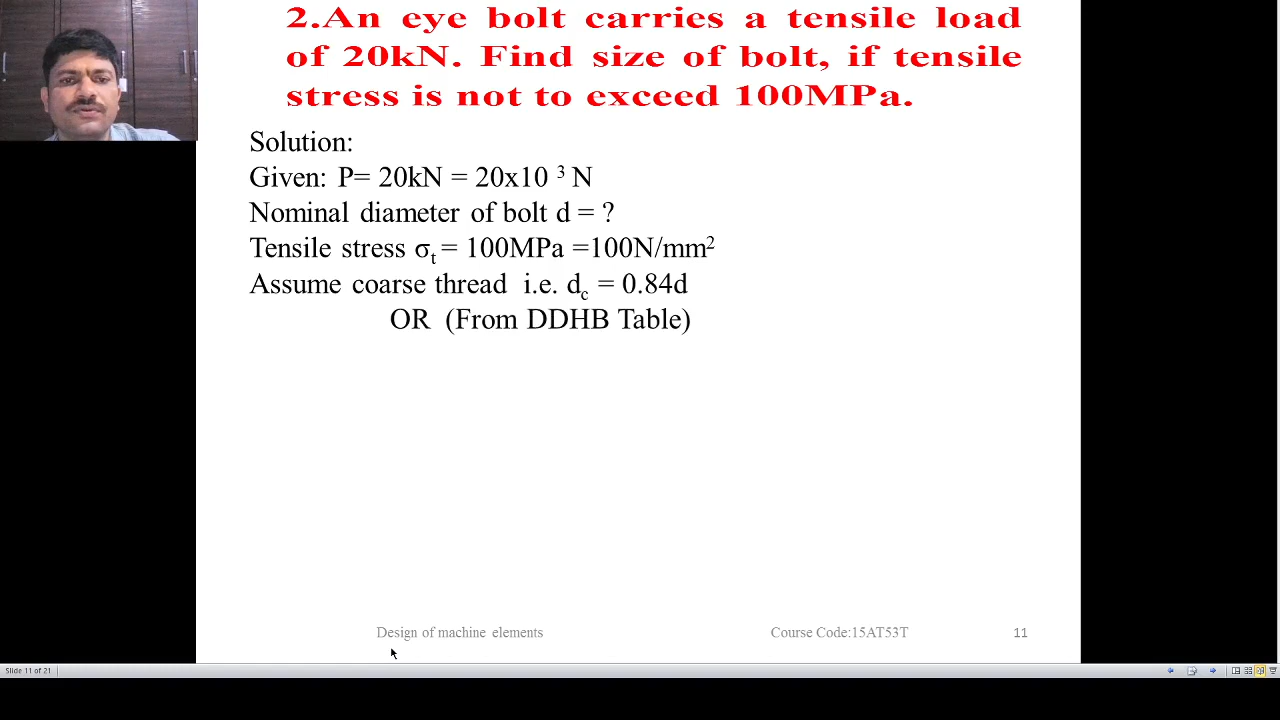 2.An eye bolt carries a tensile load
of 20kN. Find size of bolt, if tensile
stress is not to exceed 100MPa.
Solution:
Given: P= 20kN = 20x10 ³ N
Nominal diameter of bolt d = ?
Tensile stress σt = 100MPa =100N/mm²
Assume coarse thread i.e. dc = 0.84d
OR (From DDHB Table)
Design of machine elements Course Code:15AT53T 11
Slide 11 of 21